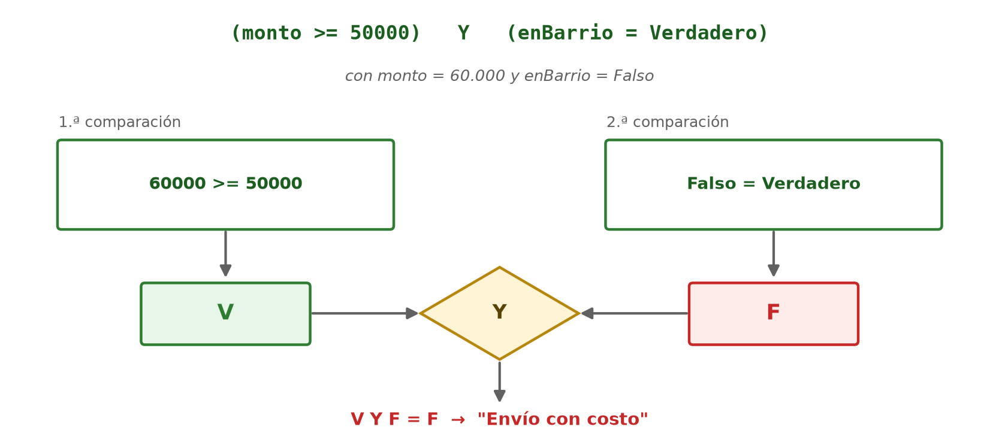 (monto >= 50000)   Y   (enBarrio = Verdadero)
con monto = 60.000 y enBarrio = Falso
1.ª comparación
2.ª comparación
60000 >= 50000
Falso = Verdadero
V
Y
F
V Y F = F → "Envío con costo"